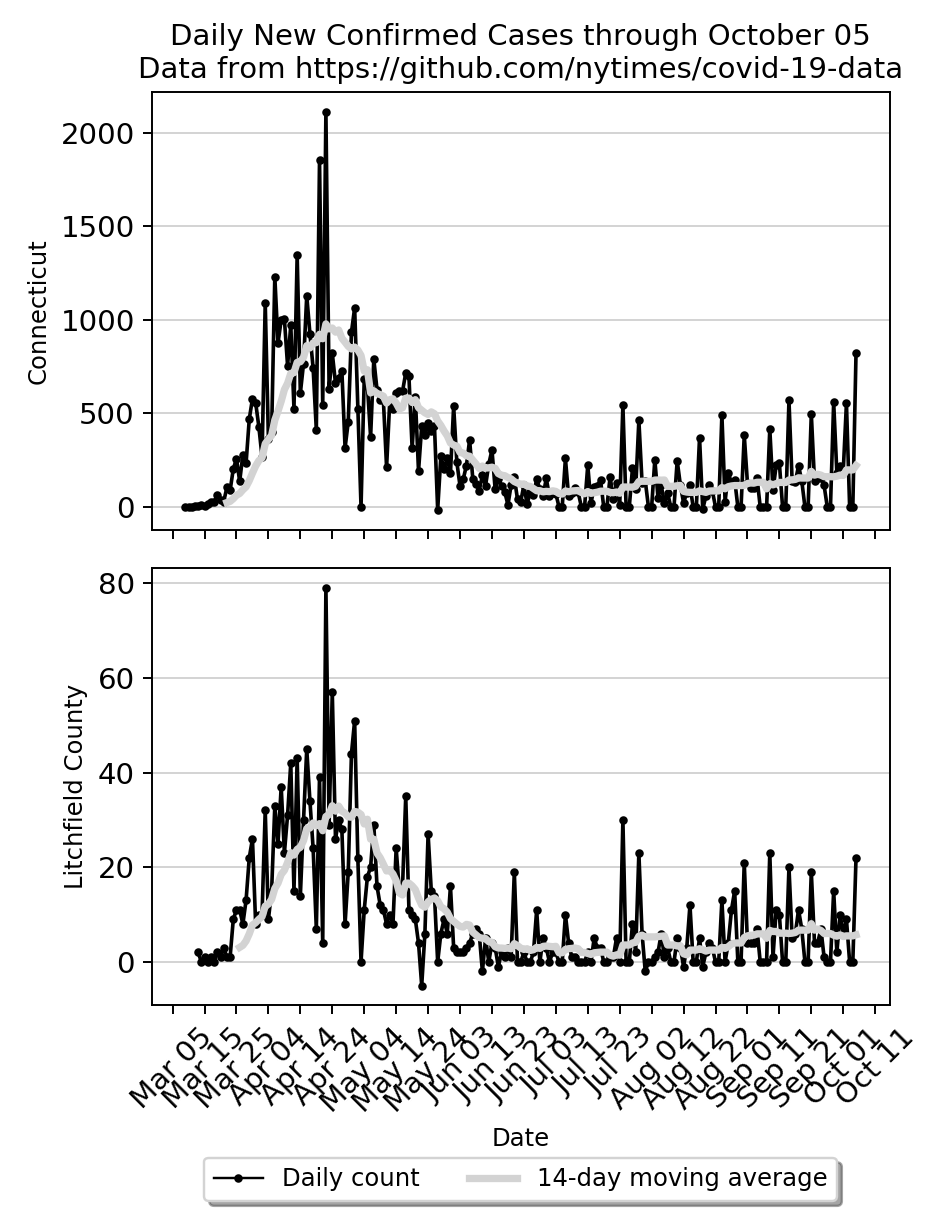 Daily New Confirmed Cases through October 05
Data from https://github.com/nytimes/covid-19-data
2000
1500
1000
500
0
Connecticut
80
60
40
20
0
Litchfield County
Mar 05
Mar 15
Mar 25
Apr 04
Apr 14
Apr 24
May 04
May 14
May 24
Jun 03
Jun 13
Jun 23
Jul 03
Jul 13
Jul 23
Aug 02
Aug 12
Aug 22
Sep 01
Sep 11
Sep 21
Oct 01
Oct 11
Date
Daily count
14-day moving average